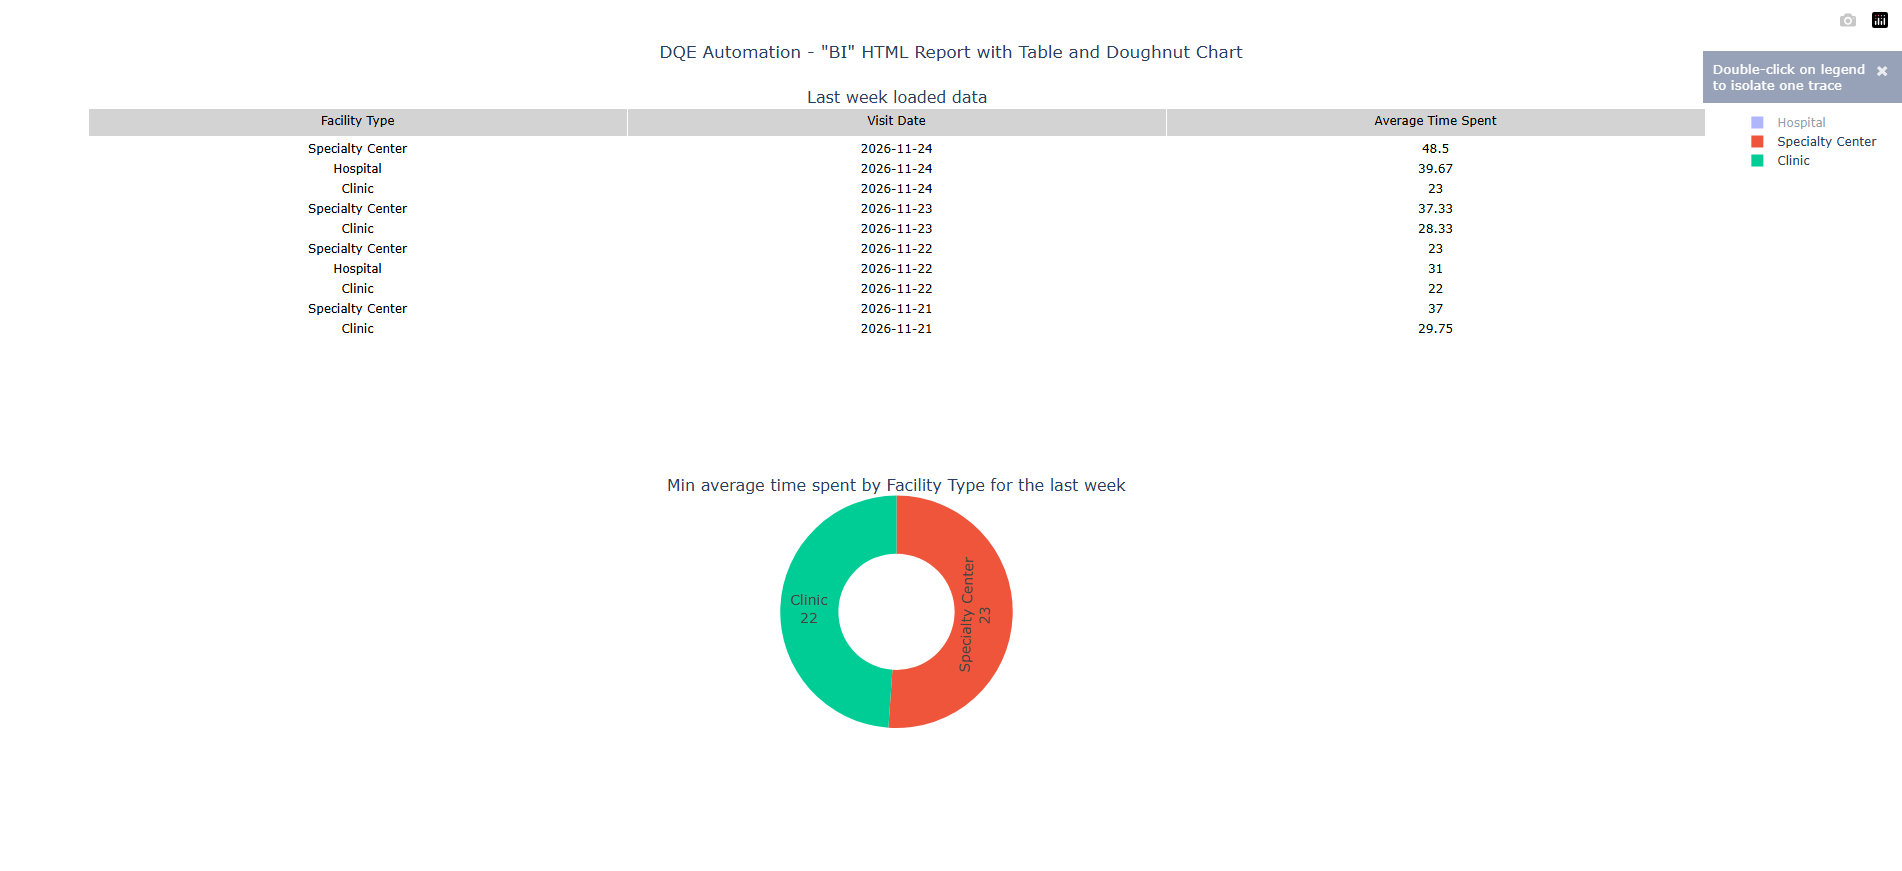 DQE Automation - "BI" HTML Report with Table and Doughnut Chart
Double-click on legend
to isolate one trace
Last week loaded data
Facility Type Visit Date Average Time Spent
Specialty Center 2026-11-24 48.5
Hospital 2026-11-24 39.67
Clinic 2026-11-24 23
Specialty Center 2026-11-23 37.33
Clinic 2026-11-23 28.33
Specialty Center 2026-11-22 23
Hospital 2026-11-22 31
Clinic 2026-11-22 22
Specialty Center 2026-11-21 37
Clinic 2026-11-21 29.75
Hospital
Specialty Center
Clinic
Min average time spent by Facility Type for the last week
Clinic
22
Specialty Center
23